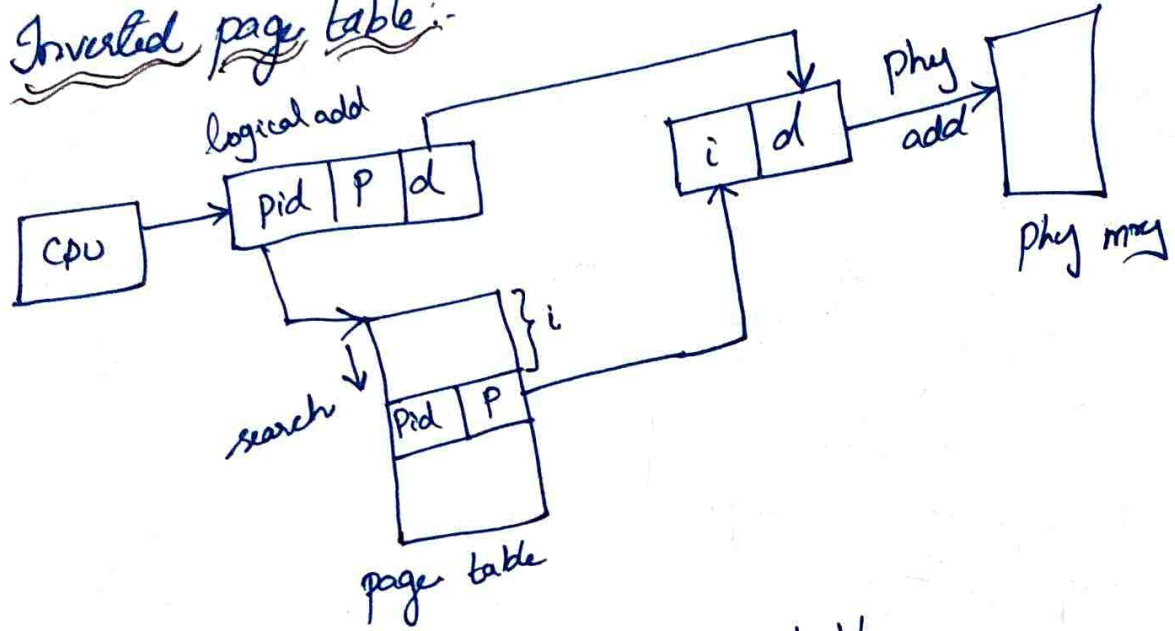 Inverted page table:-
logical add
pid P d
CPU
i d
phy
add
phy mry
} i
search
Pid P
page table